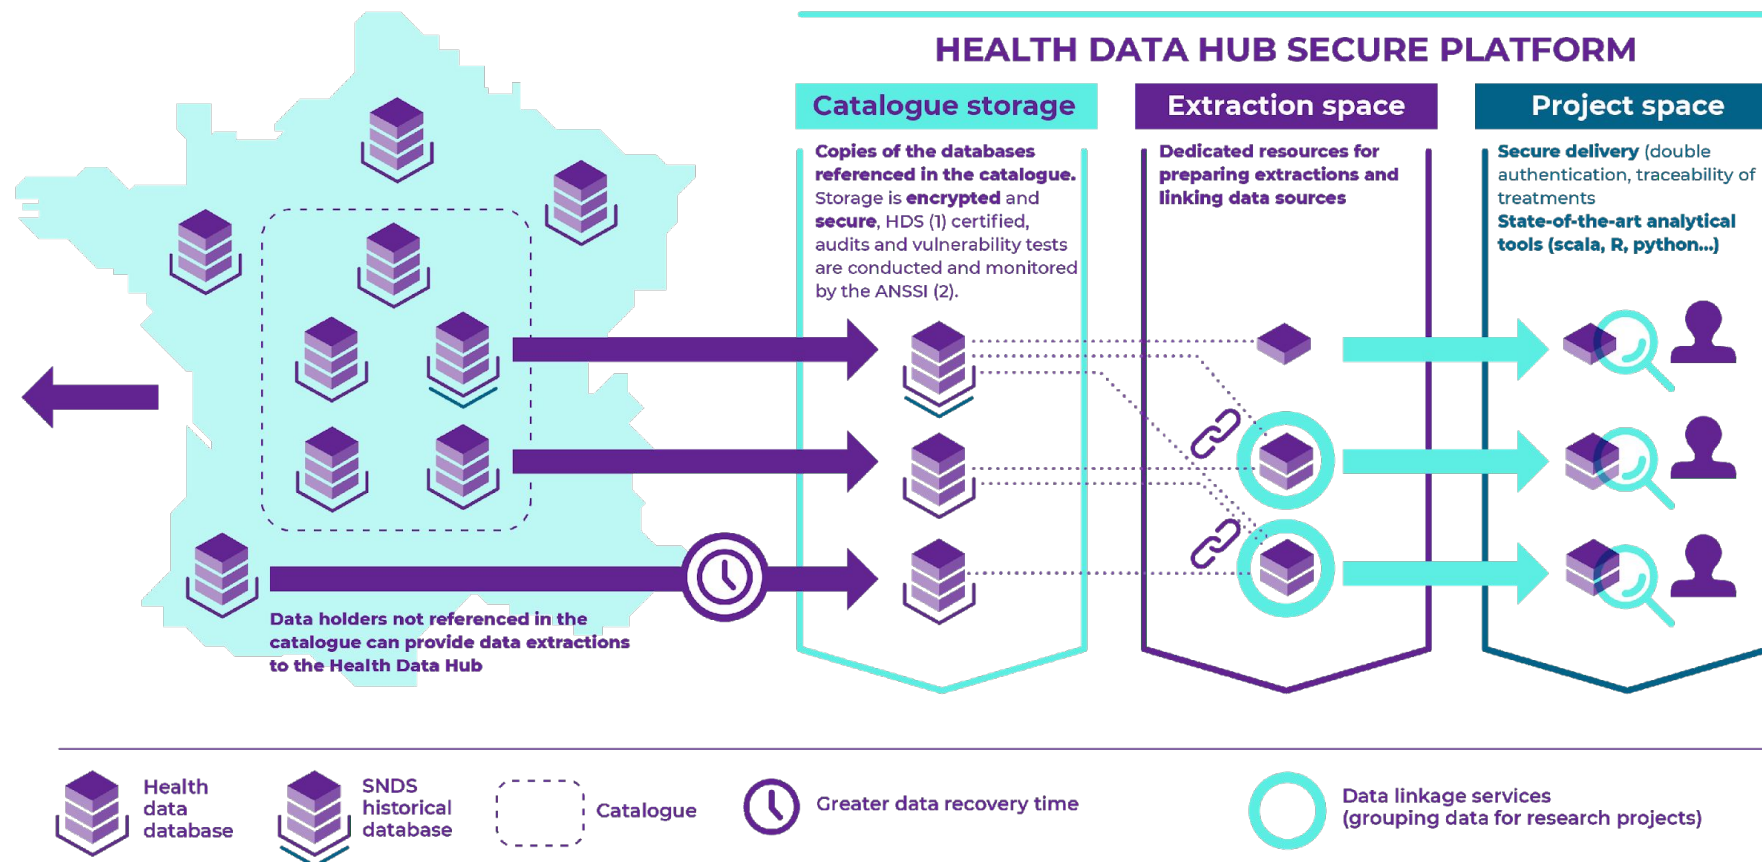 HEALTH DATA HUB SECURE PLATFORM
Catalogue storage
Copies of the databases
referenced in the catalogue.
Storage is encrypted and
secure, HDS (1) certified,
audits and vulnerability tests
are conducted and monitored
by the ANSSI (2).
Extraction space
Dedicated resources for
preparing extractions and
linking data sources
Project space
Secure delivery (double
authentication, traceability of
treatments
State-of-the-art analytical
tools (scala, R, python...)
Data holders not referenced in the
catalogue can provide data extractions
to the Health Data Hub
Health
data
database
SNDS
historical
database
Catalogue
Greater data recovery time
Data linkage services
(grouping data for research projects)